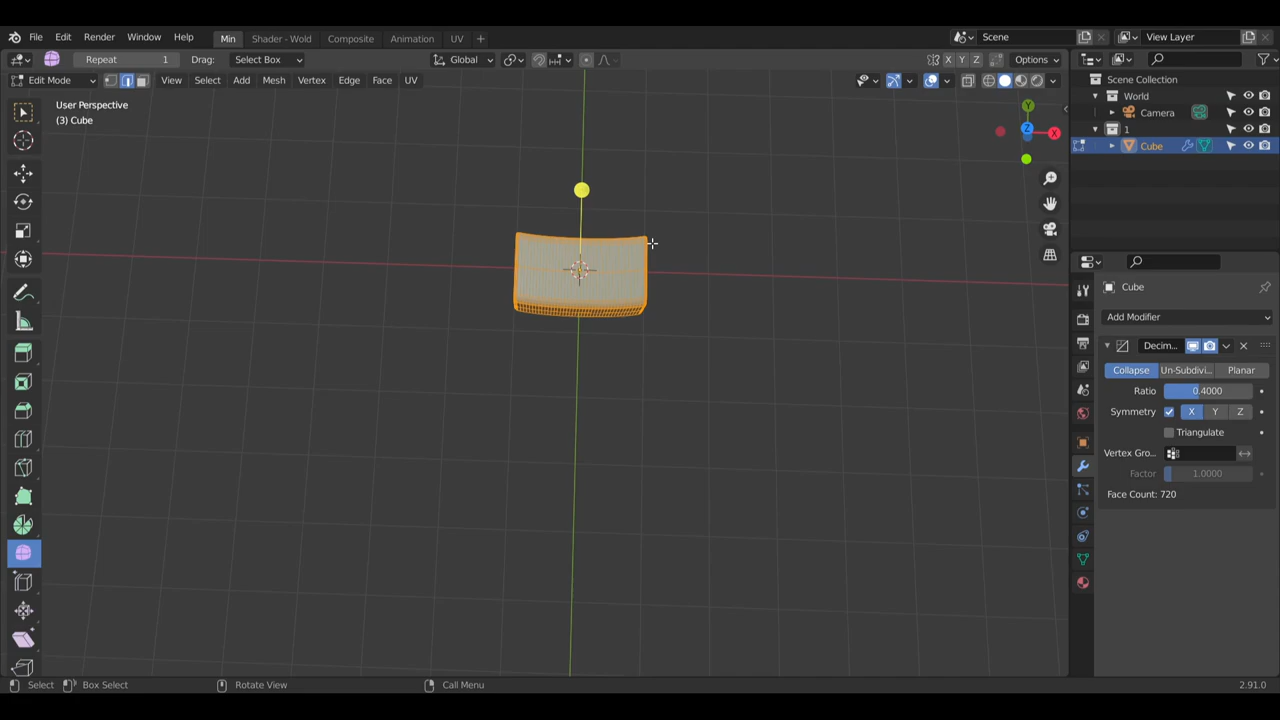 File Edit Render Window Help Min Shader - Wold Composite Animation UV + Scene View Layer
Repeat 1 Drag: Select Box Global X Y Z Options
Edit Mode View Select Add Mesh Vertex Edge Face UV
User Perspective
(3) Cube
Y
Z
X
Scene Collection
World
Camera
1
Cube
Cube
Add Modifier
Decim...
Collapse Un-Subdivi... Planar
Ratio 0.4000
Symmetry X Y Z
Triangulate
Vertex Gro...
Factor 1.0000
Face Count: 720
Select Box Select Rotate View Call Menu 2.91.0